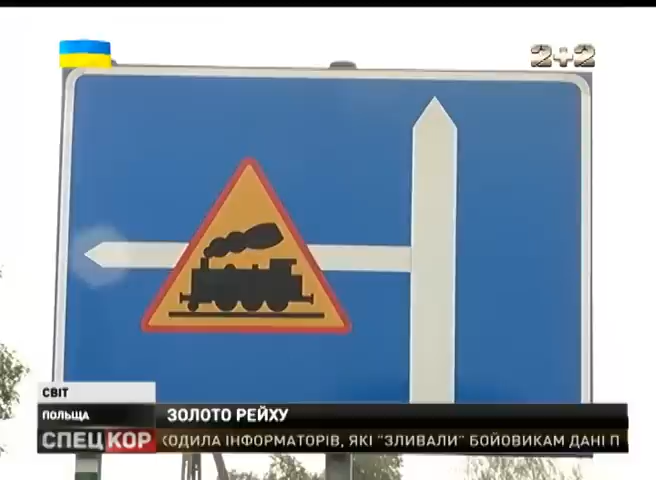 2+2
СВІТ
ПОЛЬЩА
ЗОЛОТО РЕЙХУ
СПЕЦКОР
ХОДИЛА ІНФОРМАТОРІВ, ЯКІ "ЗЛИВАЛИ" БОЙОВИКАМ ДАНІ П